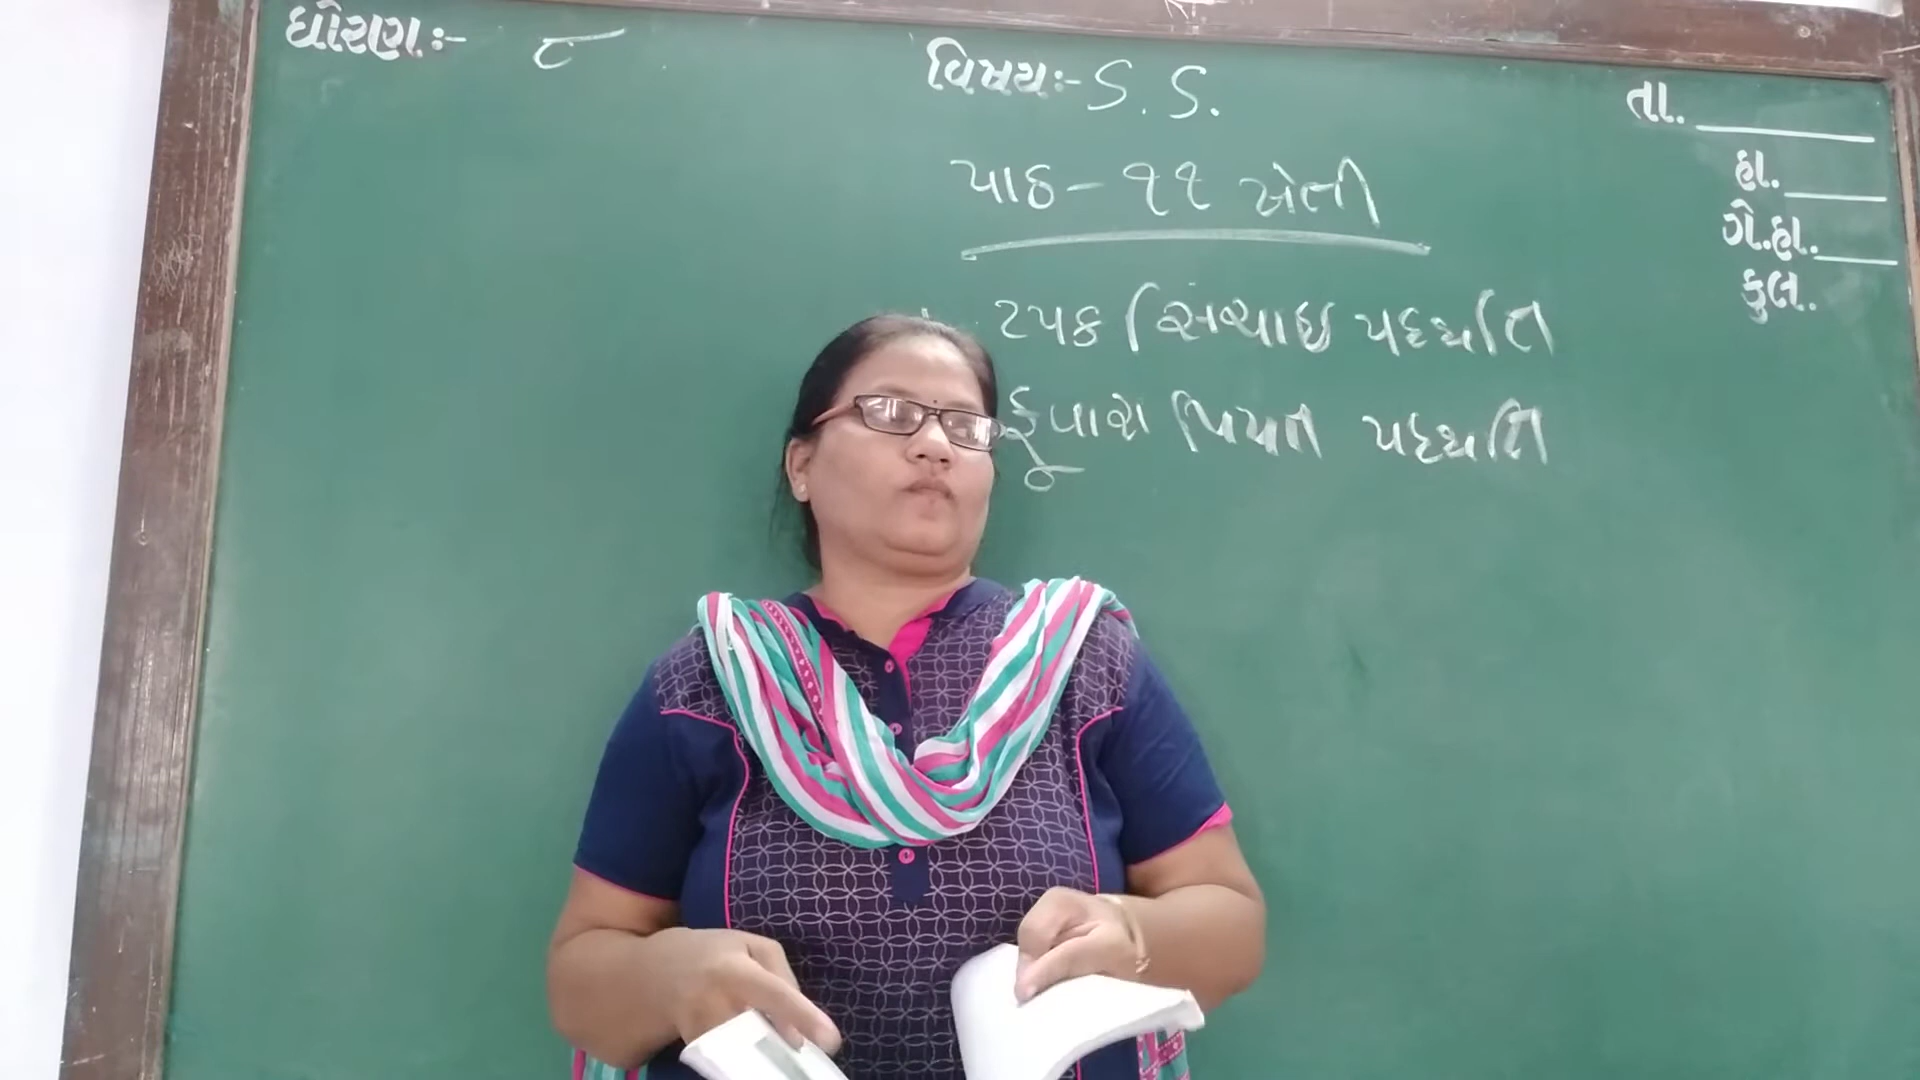 ધોરણઃ- ૮
વિષયઃ- S. S.
તા.
હા.
ગે.હા.
કુલ.
પાઠ - ૧૧ ખેતી
ટપક સિંચાઇ પદ્ધતિ
ફૂવારા પિયત પદ્ધતિ